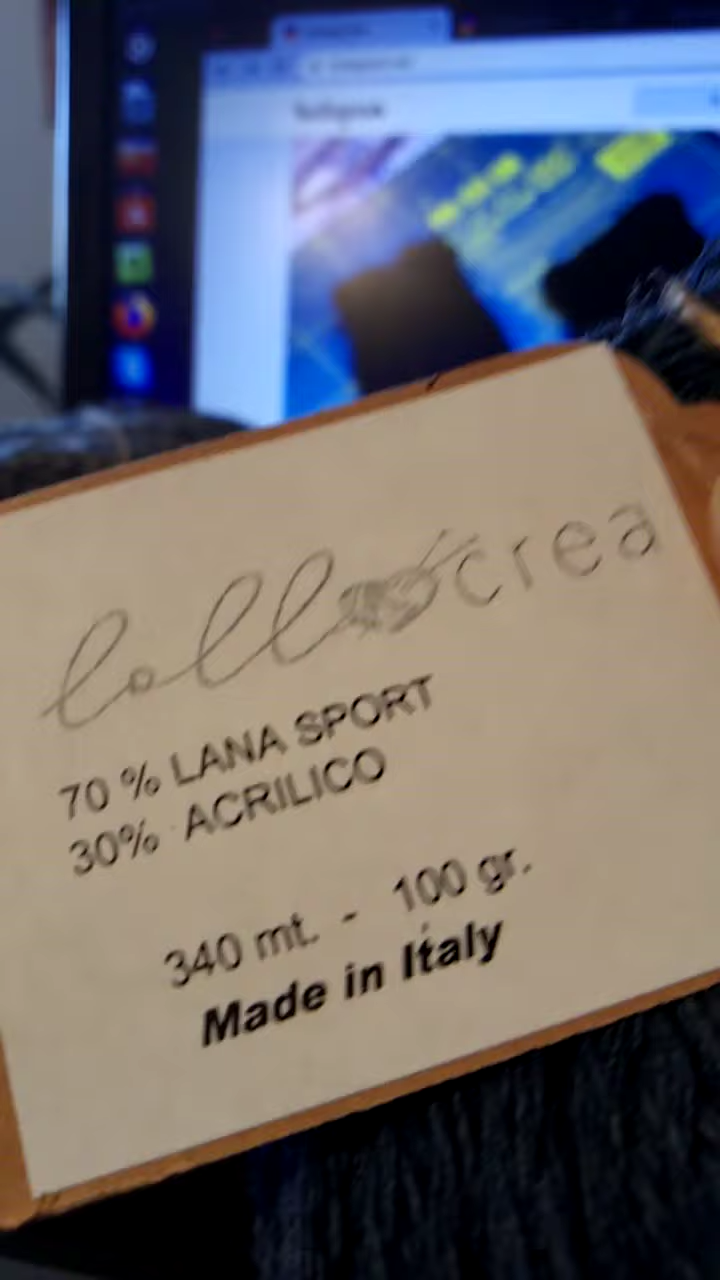 lollocrea
70 % LANA SPORT
30% ACRILICO
340 mt. - 100 gr.
Made in Italy